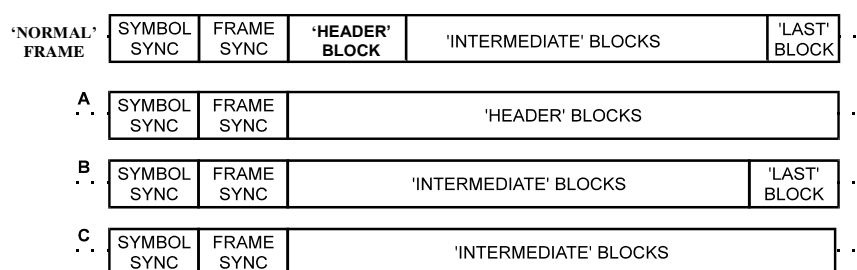 ‘NORMAL’ FRAME
SYMBOL SYNC
FRAME SYNC
‘HEADER’ BLOCK
'INTERMEDIATE' BLOCKS
'LAST' BLOCK
A
SYMBOL SYNC
FRAME SYNC
'HEADER' BLOCKS
B
SYMBOL SYNC
FRAME SYNC
'INTERMEDIATE' BLOCKS
'LAST' BLOCK
C
SYMBOL SYNC
FRAME SYNC
'INTERMEDIATE' BLOCKS